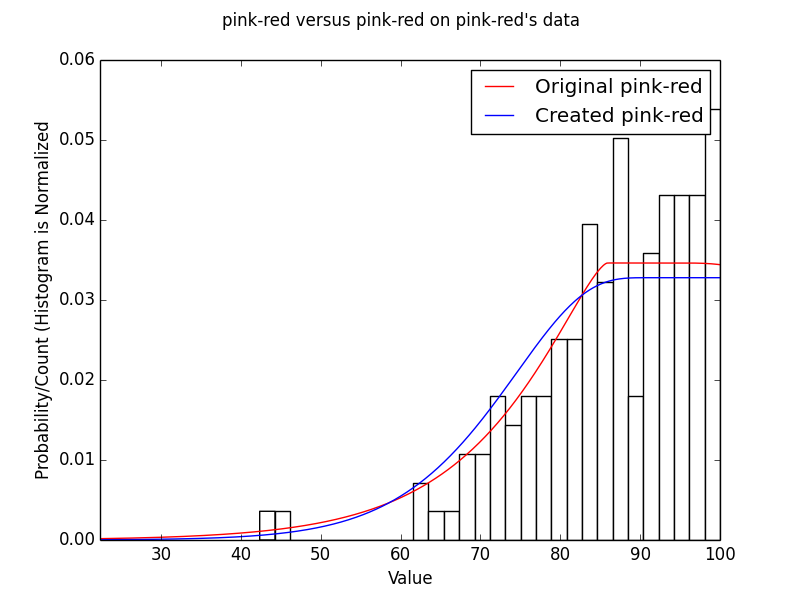 pink-red versus pink-red on pink-red's data
Original pink-red
Created pink-red
0.06
0.05
0.04
0.03
0.02
0.01
0.00
Probability/Count (Histogram is Normalized
30 40 50 60 70 80 90 100
Value